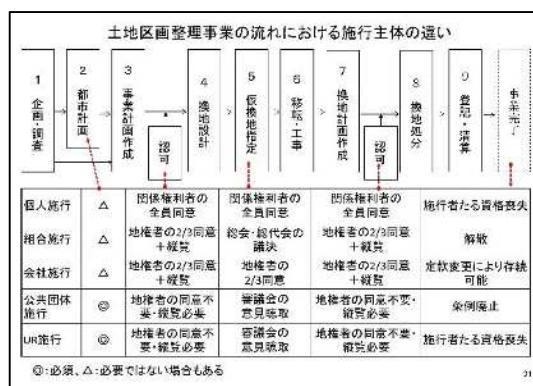 土地区画整理事業の流れにおける施行主体の違い
1 企画・調査
2 都市計画
3 事業計画作成
認可
4 換地設計
5 仮換地指定
6 移転・工事
7 換地計画作成
認可
8 換地処分
9 登記・清算
事業完了
個人施行 △ 関係権利者の全員同意 関係権利者の全員同意 関係権利者の全員同意 施行者たる資格喪失
組合施行 △ 地権者の2/3同意+縦覧 総会・総代会の議決 地権者の2/3同意+縦覧 解散
会社施行 △ 地権者の2/3同意+縦覧 地権者の2/3同意 地権者の2/3同意+縦覧 定款変更により存続可能
公共団体施行 ◎ 地権者の同意不要・縦覧必要 審議会の意見聴取 地権者の同意不要・縦覧必要 条例廃止
UR施行 ◎ 地権者の同意不要・縦覧必要 審議会の意見聴取 地権者の同意不要・縦覧必要 施行者たる資格喪失
◎:必須、△:必要ではない場合もある